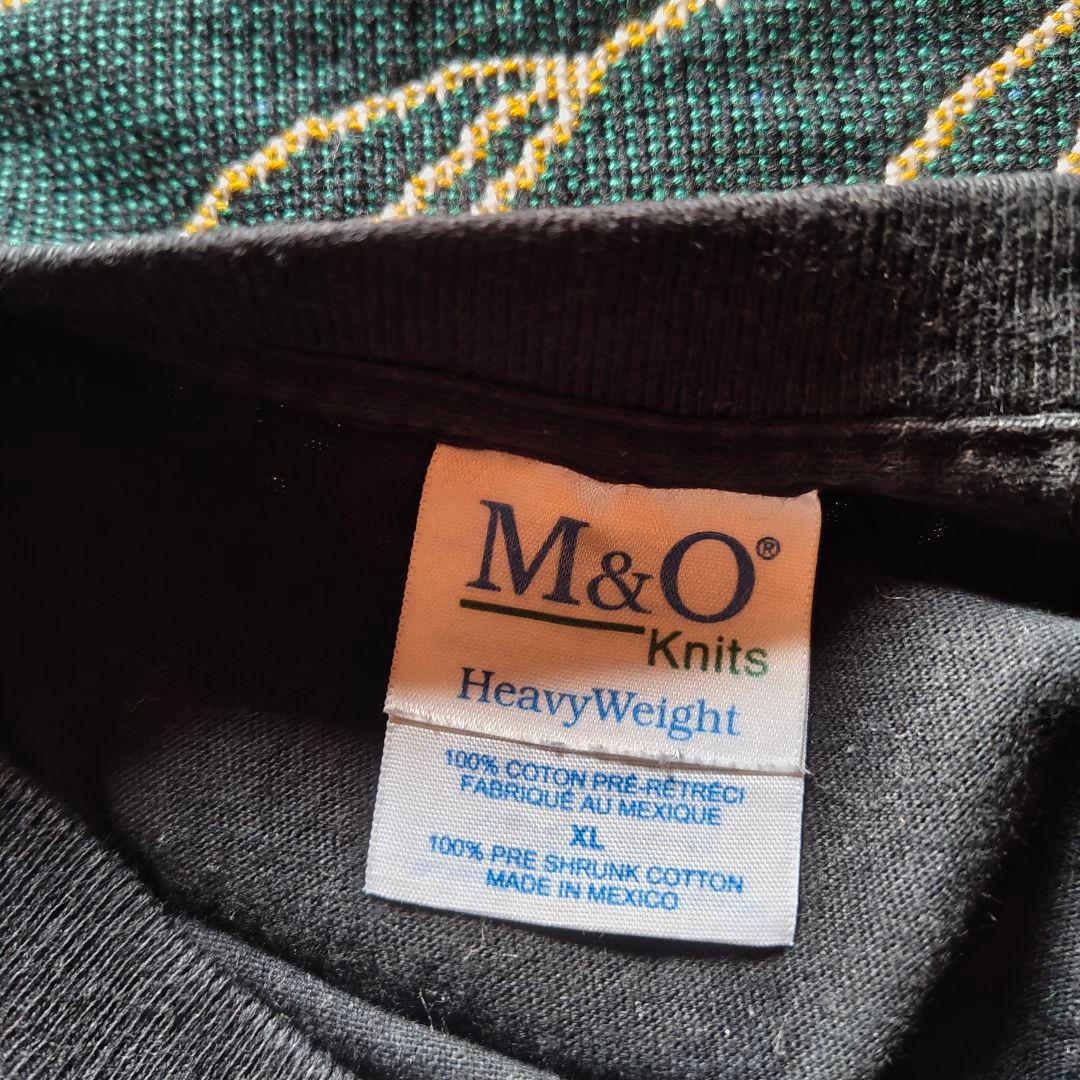 M&O®
Knits
HeavyWeight
100% COTON PRÉ-RÉTRÉCI
FABRIQUÉ AU MEXIQUE
XL
100% PRE SHRUNK COTTON
MADE IN MEXICO